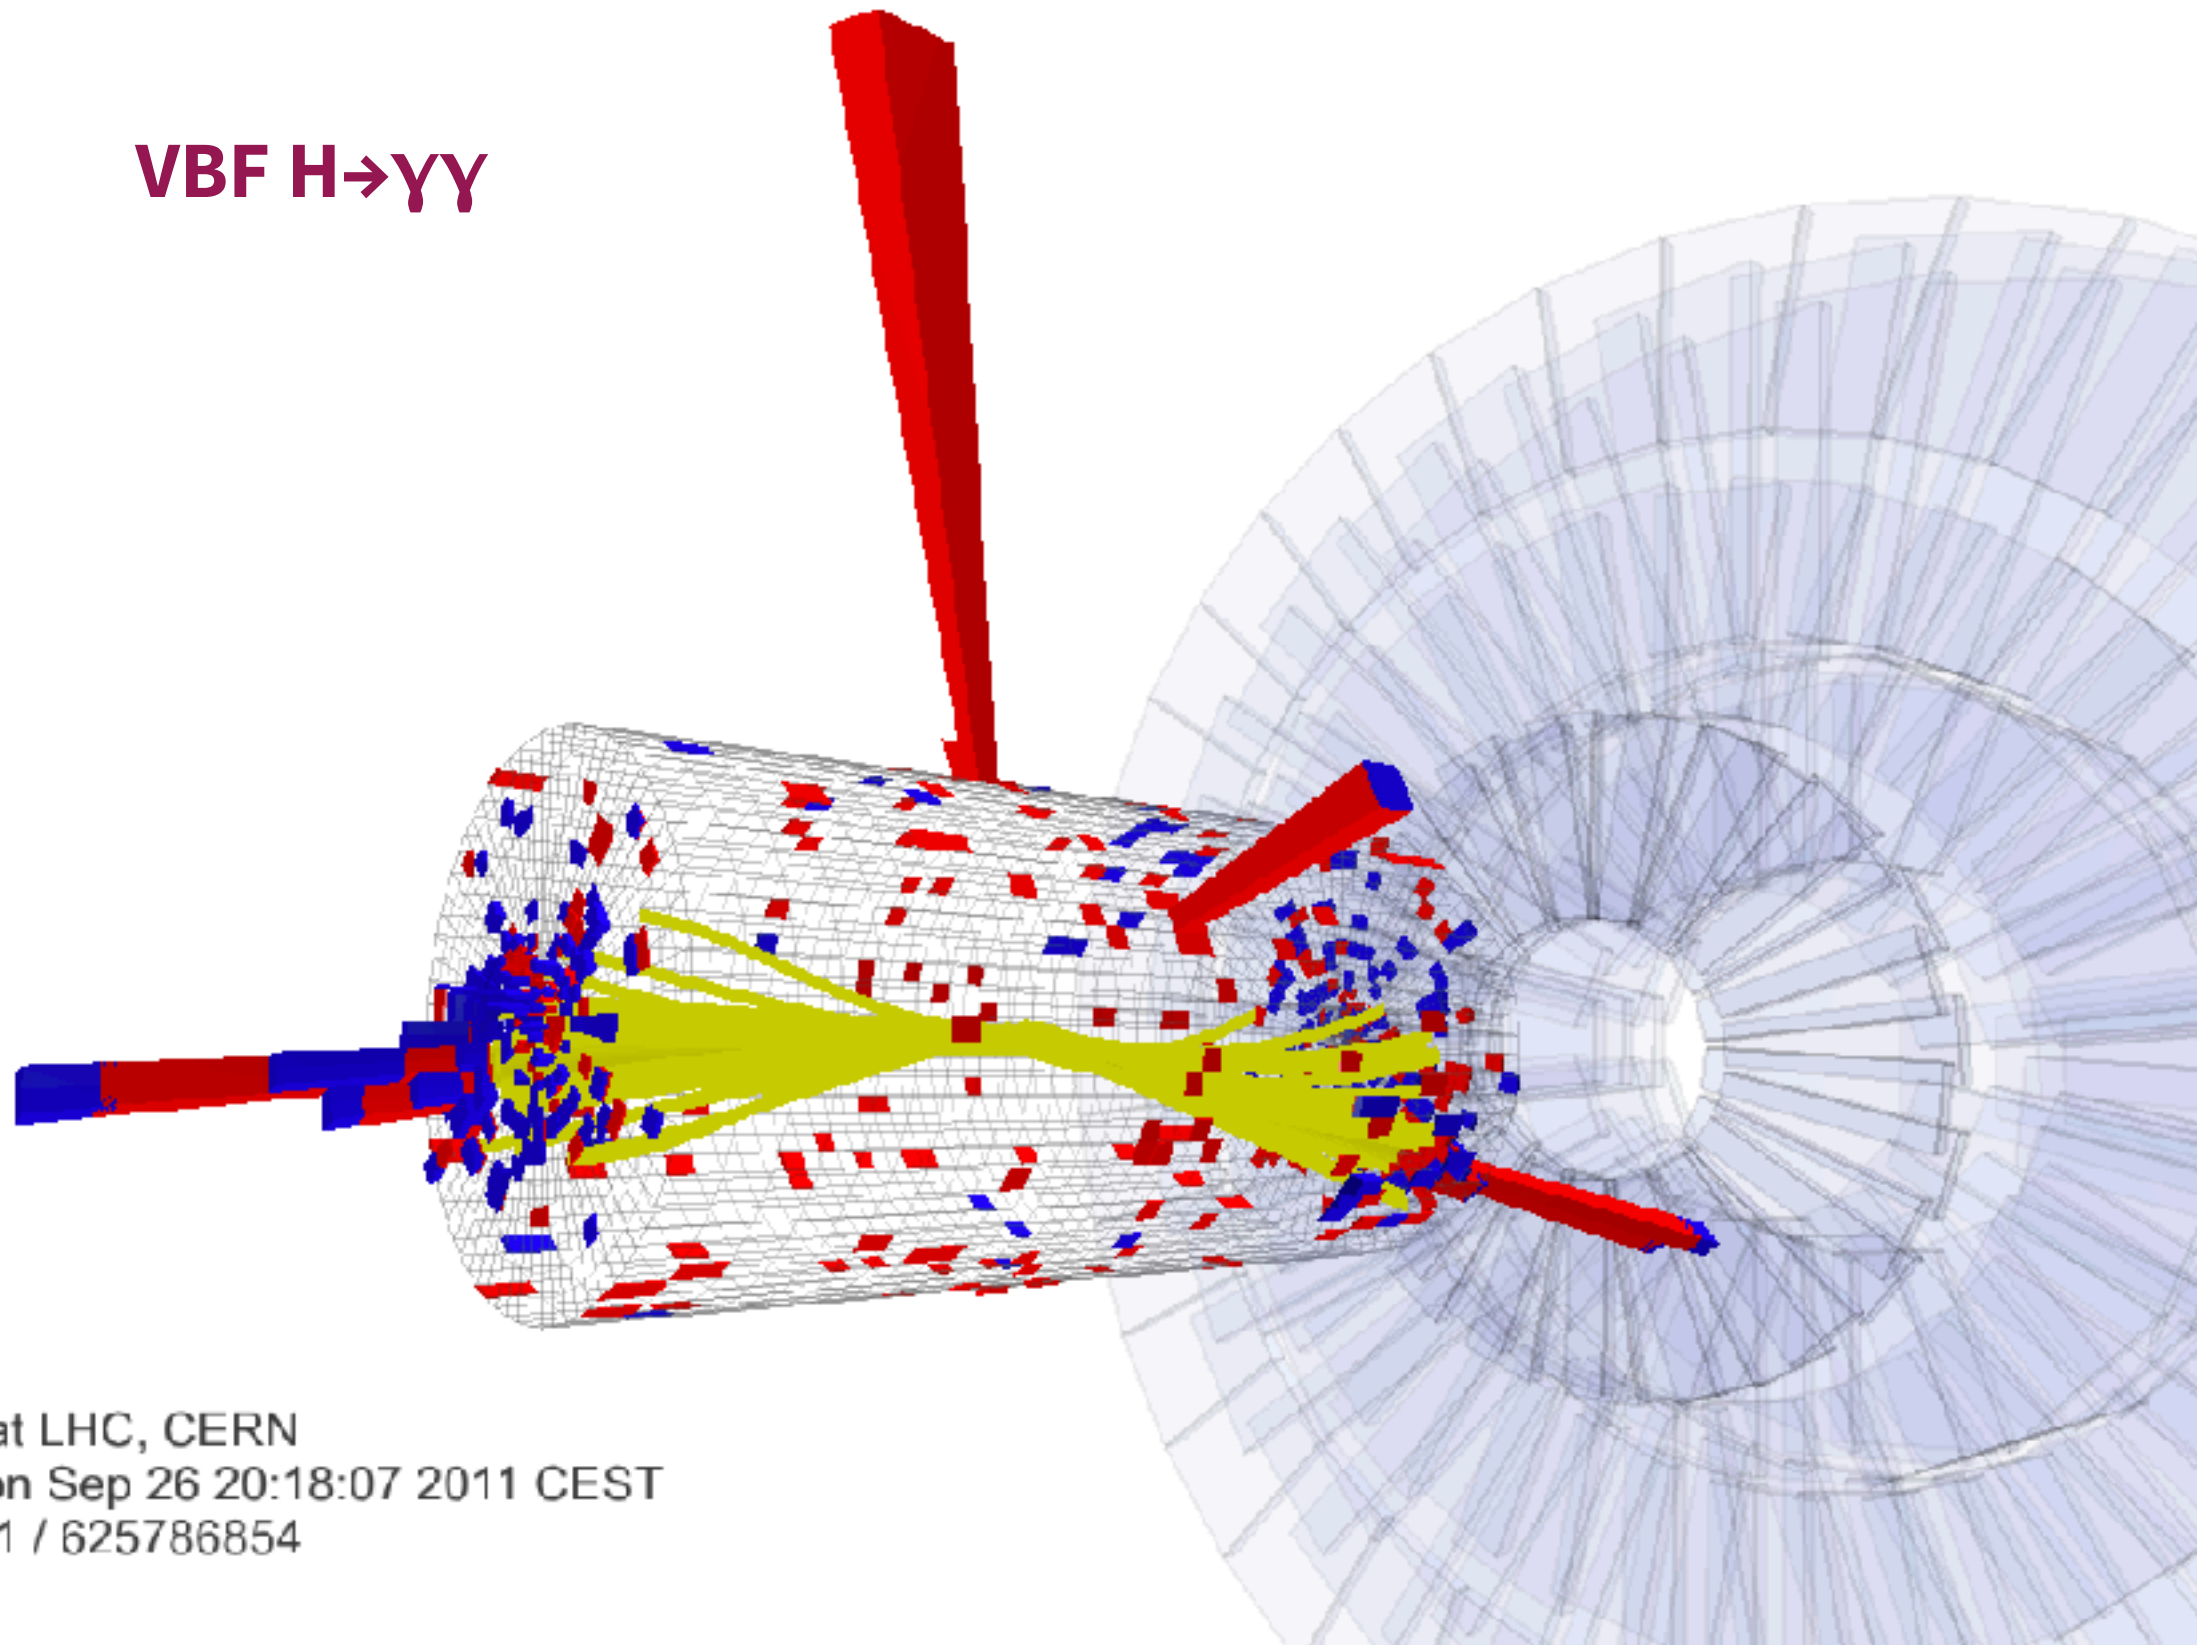 VBF H→γγ
at LHC, CERN
on Sep 26 20:18:07 2011 CEST
1 / 625786854